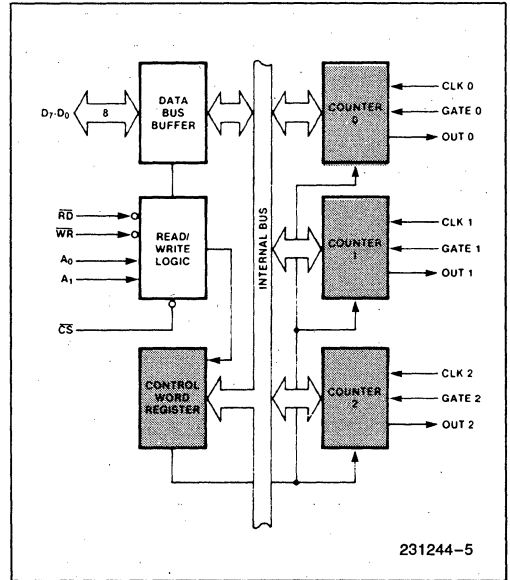 D7-D0
8
DATA
BUS
BUFFER
COUNTER
0
CLK 0
GATE 0
OUT 0
RD
WR
A0
A1
CS
READ/
WRITE
LOGIC
INTERNAL BUS
COUNTER
1
CLK 1
GATE 1
OUT 1
CONTROL
WORD
REGISTER
COUNTER
2
CLK 2
GATE 2
OUT 2
231244-5